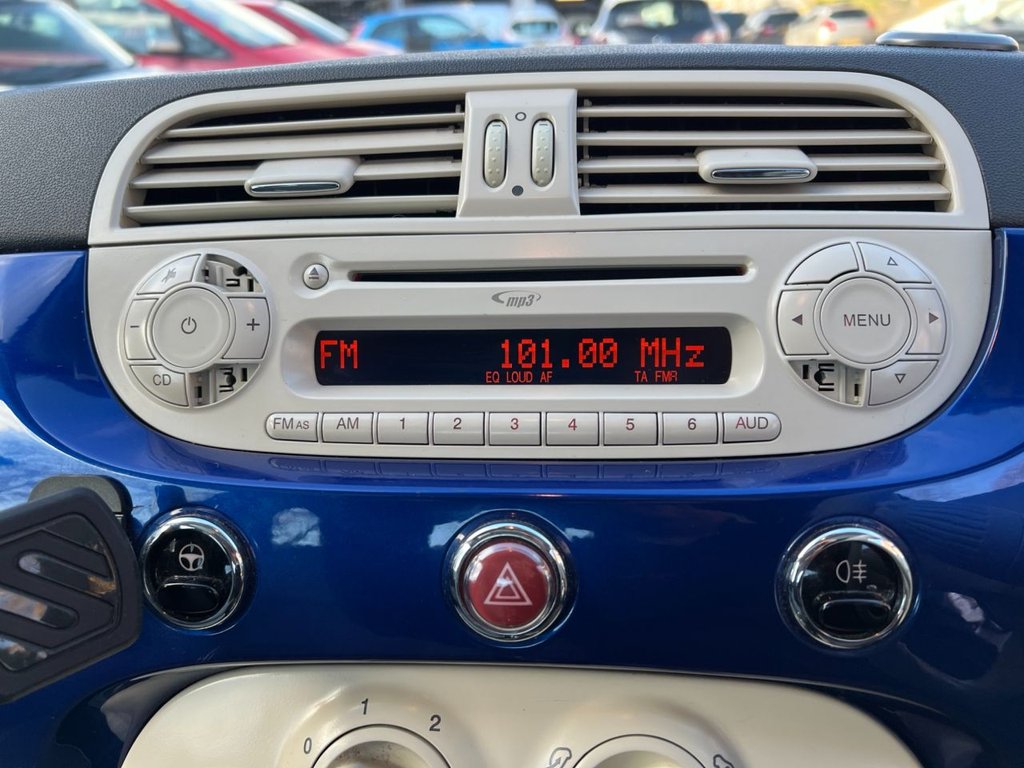 mp3
FM 101.00 MHz
EQ LOUD AF TA FMR
- +
MENU
CD
FM AS AM 1 2 3 4 5 6 AUD
0 1 2